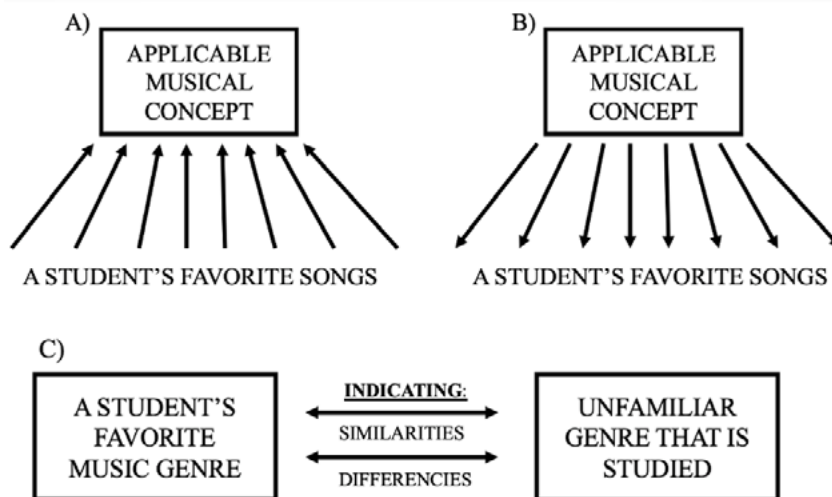 A)
APPLICABLE
MUSICAL
CONCEPT
A STUDENT’S FAVORITE SONGS
B)
APPLICABLE
MUSICAL
CONCEPT
A STUDENT’S FAVORITE SONGS
C)
A STUDENT’S
FAVORITE
MUSIC GENRE
INDICATING:
SIMILARITIES
DIFFERENCIES
UNFAMILIAR
GENRE THAT IS
STUDIED